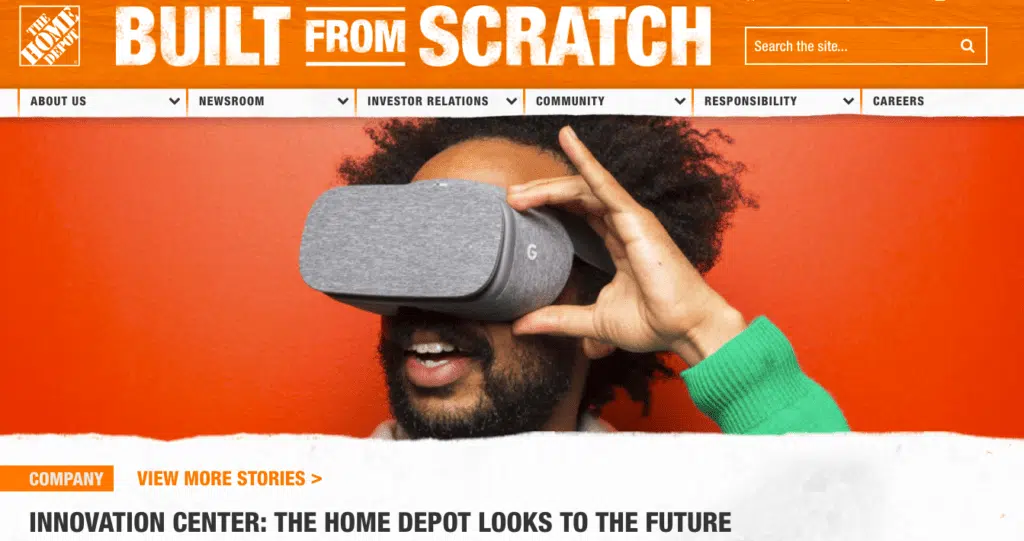 THE
HOME
DEPOT
BUILT FROM SCRATCH
Search the site...
ABOUT US
NEWSROOM
INVESTOR RELATIONS
COMMUNITY
RESPONSIBILITY
CAREERS
G
COMPANY
VIEW MORE STORIES >
INNOVATION CENTER: THE HOME DEPOT LOOKS TO THE FUTURE